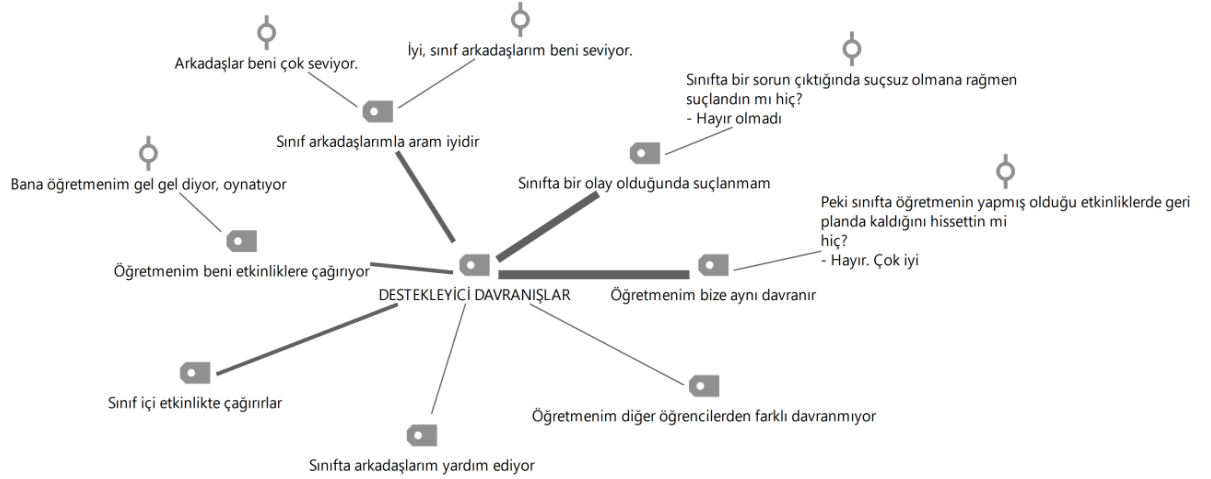 İyi, sınıf arkadaşlarım beni seviyor.
Arkadaşlar beni çok seviyor.
Sınıfta bir sorun çıktığında suçsuz olmana rağmen
suçlandın mı hiç?
- Hayır olmadı
Sınıf arkadaşlarımla aram iyidir
Bana öğretmenim gel gel diyor, oynatıyor
Sınıfta bir olay olduğunda suçlanmam
Peki sınıfta öğretmenin yapmış olduğu etkinliklerde geri
planda kaldığını hissettin mi
hiç?
- Hayır. Çok iyi
Öğretmenim beni etkinliklere çağırıyor
DESTEKLEYİCİ DAVRANIŞLAR
Öğretmenim bize aynı davranır
Sınıf içi etkinlikte çağırırlar
Öğretmenim diğer öğrencilerden farklı davranmıyor
Sınıfta arkadaşlarım yardım ediyor